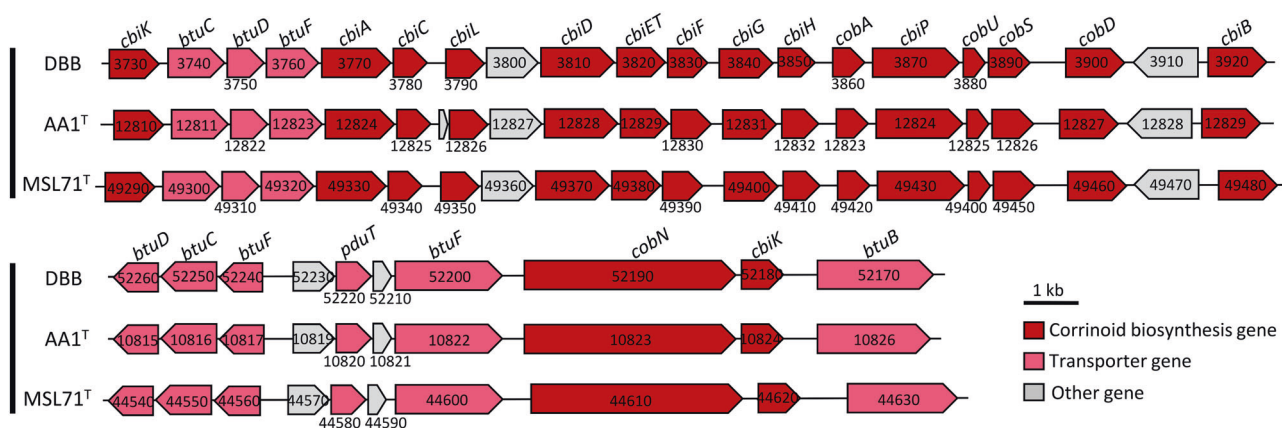 cbiK btuC btuD btuF cbiA cbiC cbiL cbiD cbiET cbiF cbiG cbiH cobA cbiP cobU cobS cobD cbiB
DBB 3730 3740 3760 3770 3800 3810 3820 3830 3840 3850 3870 3890 3900 3910 3920
3750 3780 3790 3860 3880
AA1T 12810 12811 12823 12824 12827 12828 12829 12831 12824 12827 12828 12829
12822 12825 12826 12830 12832 12823 12825 12826
MSL71T 49290 49300 49320 49330 49360 49370 49380 49400 49430 49460 49470 49480
49310 49340 49350 49390 49410 49420 49400 49450
btuD btuC btuF pduT btuF cobN cbiK btuB
DBB 52260 52250 52240 52230 52200 52190 52180 52170
52220 52210
AA1T 10815 10816 10817 10819 10822 10823 10824 10826
10820 10821
MSL71T 44540 44550 44560 44570 44600 44610 44620 44630
44580 44590
1 kb
Corrinoid biosynthesis gene
Transporter gene
Other gene